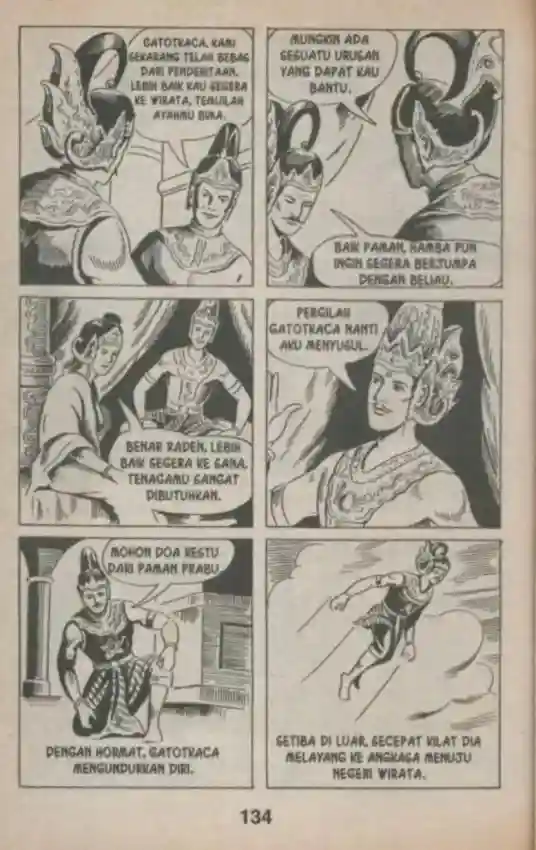 GATOTKACA, KAMI
SEKARANG TELAH BEBAS
DARI PENDERITAAN.
LEBIH BAIK KAU SEGERA
KE WIRATA, TEMUILAH
AYAHMU BIMA.
MUNGKIN ADA
SESUATU URUSAN
YANG DAPAT KAU
BANTU.
BAIK PAMAN, HAMBA PUN
INGIN SEGERA BERJUMPA
DENGAN BELIAU.
BENAR RADEN, LEBIH
BAIK SEGERA KE SANA,
TENAGAMU SANGAT
DIBUTUHKAN.
PERGILAH
GATOTKACA NANTI
AKU MENYUSUL.
MOHON DOA RESTU
DARI PAMAN PRABU.
DENGAN HORMAT, GATOTKACA
MENGUNDURKAN DIRI.
SETIBA DI LUAR, SECEPAT KILAT DIA
MELAYANG KE ANGKASA MENUJU
NEGERI WIRATA.
134